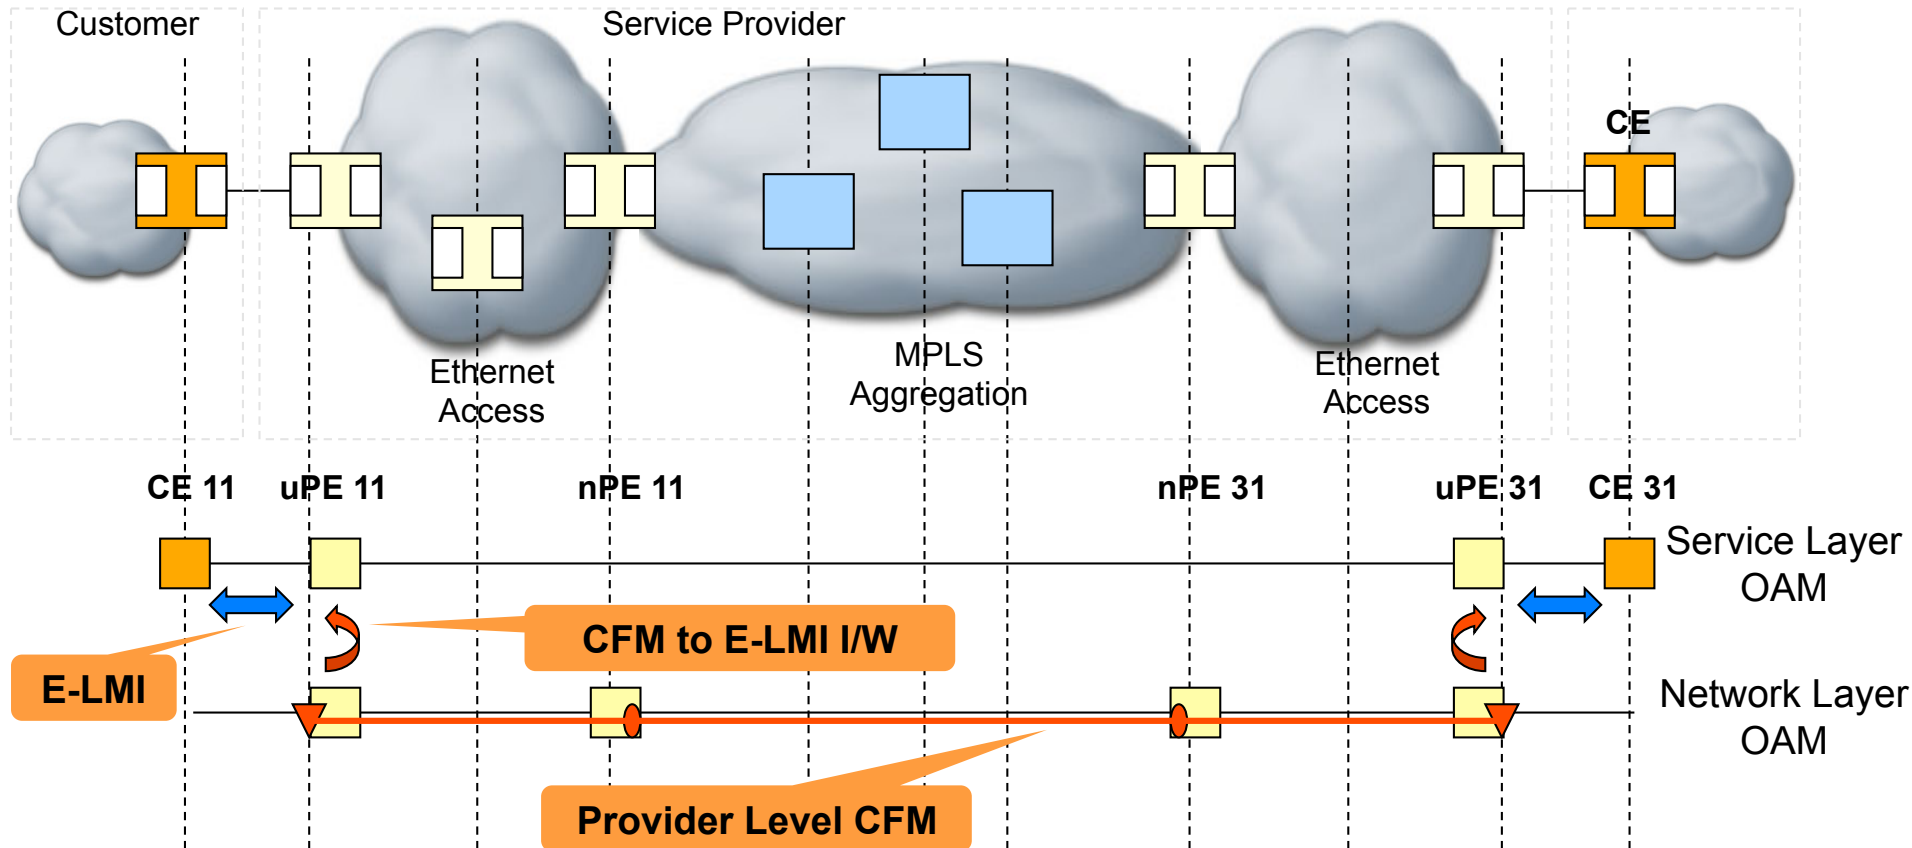 Customer
Service Provider
CE
Ethernet
Access
MPLS
Aggregation
Ethernet
Access
CE 11
uPE 11
nPE 11
nPE 31
uPE 31
CE 31
Service Layer
OAM
CFM to E-LMI I/W
E-LMI
Network Layer
OAM
Provider Level CFM